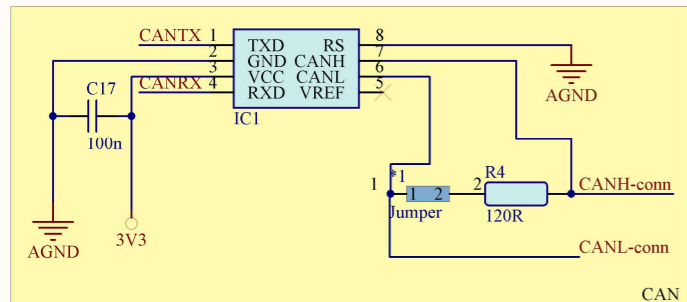 CANTX 1 TXD RS 8
2 GND CANH 7
3 VCC CANL 6
CANRX 4 RXD VREF 5
IC1
C17
100n
AGND
3V3
AGND
*1
1 1 2 2 R4
Jumper 120R
CANH-conn
CANL-conn
CAN